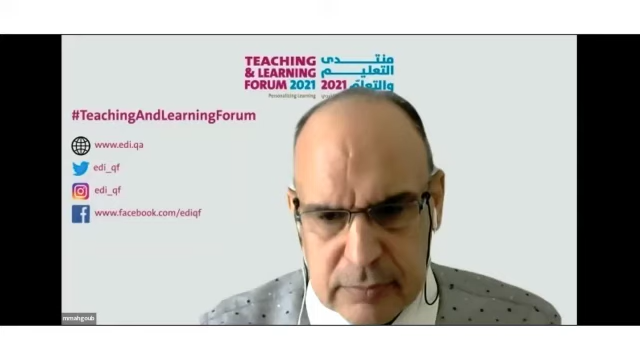 TEACHING
& LEARNING
FORUM 2021
Personalizing Learning
منتدى
التعليم
والتعلم 2021
#TeachingAndLearningForum
www.edi.qa
edi_qf
edi_qf
www.facebook.com/ediqf
mmahgoub